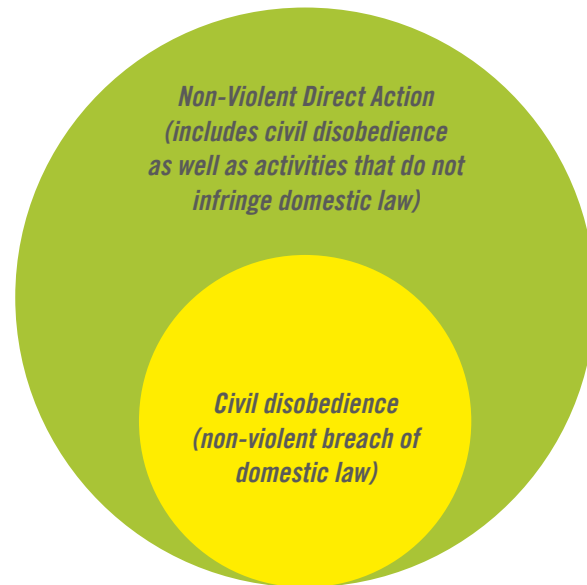 Non-Violent Direct Action
(includes civil disobedience
as well as activities that do not
infringe domestic law)
Civil disobedience
(non-violent breach of
domestic law)